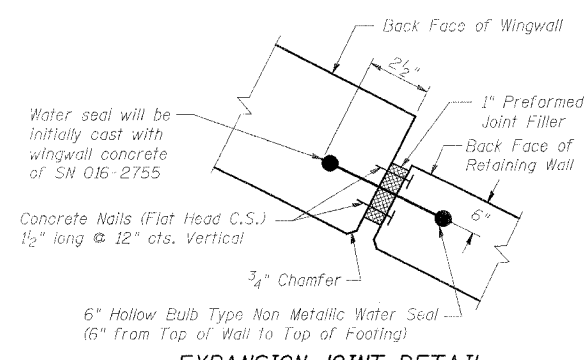 Back Face of Wingwall
2½"
Water seal will be
initially cast with
wingwall concrete
of SN 016-2755
1" Preformed
Joint Filler
Back Face of
Retaining Wall
6"
Concrete Nails (Flat Head C.S.)
1½" long @ 12" cts. Vertical
¾" Chamfer
6" Hollow Bulb Type Non Metallic Water Seal
(6" from Top of Wall to Top of Footing)
EXPANSION JOINT DETAIL